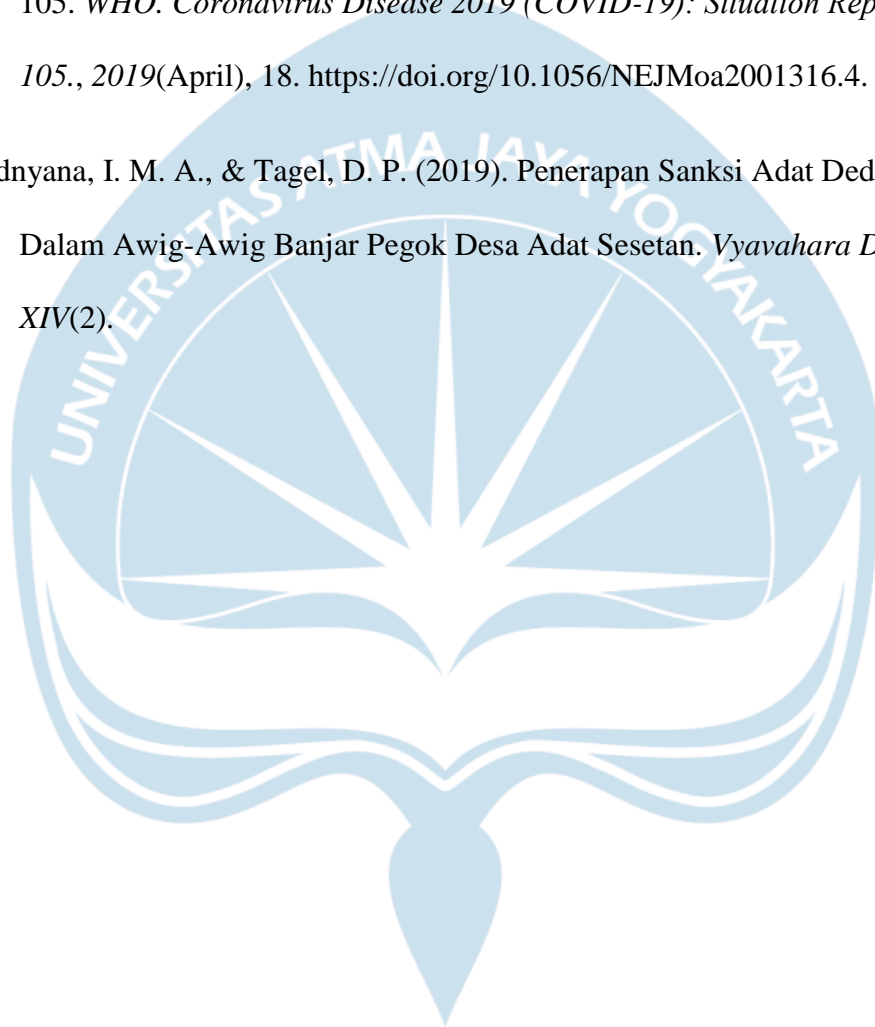 105. WHO. Coronavirus Disease 2019 (COVID-19): Situation Rep
105., 2019(April), 18. https://doi.org/10.1056/NEJMoa2001316.4.
dnyana, I. M. A., & Tagel, D. P. (2019). Penerapan Sanksi Adat Ded
Dalam Awig-Awig Banjar Pegok Desa Adat Sesetan. Vyavahara D
XIV(2).
UNIVERSITAS ATMA JAYA YOGYAKARTA